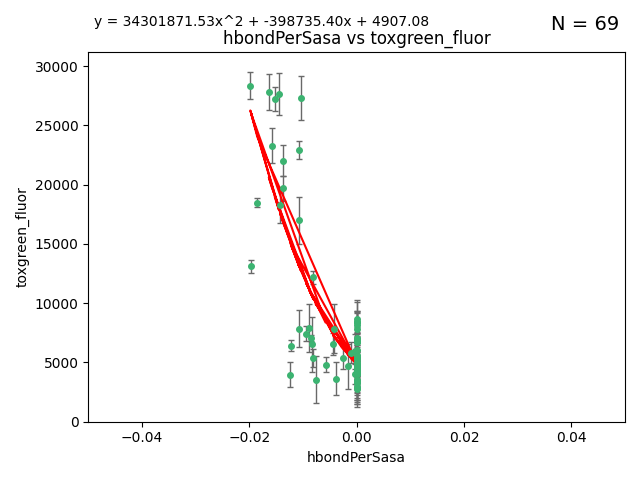 y = 34301871.53x^2 + -398735.40x + 4907.08
N = 69
hbondPerSasa vs toxgreen_fluor
30000
25000
20000
15000
10000
5000
0
toxgreen_fluor
−0.04
−0.02
0.00
0.02
0.04
hbondPerSasa